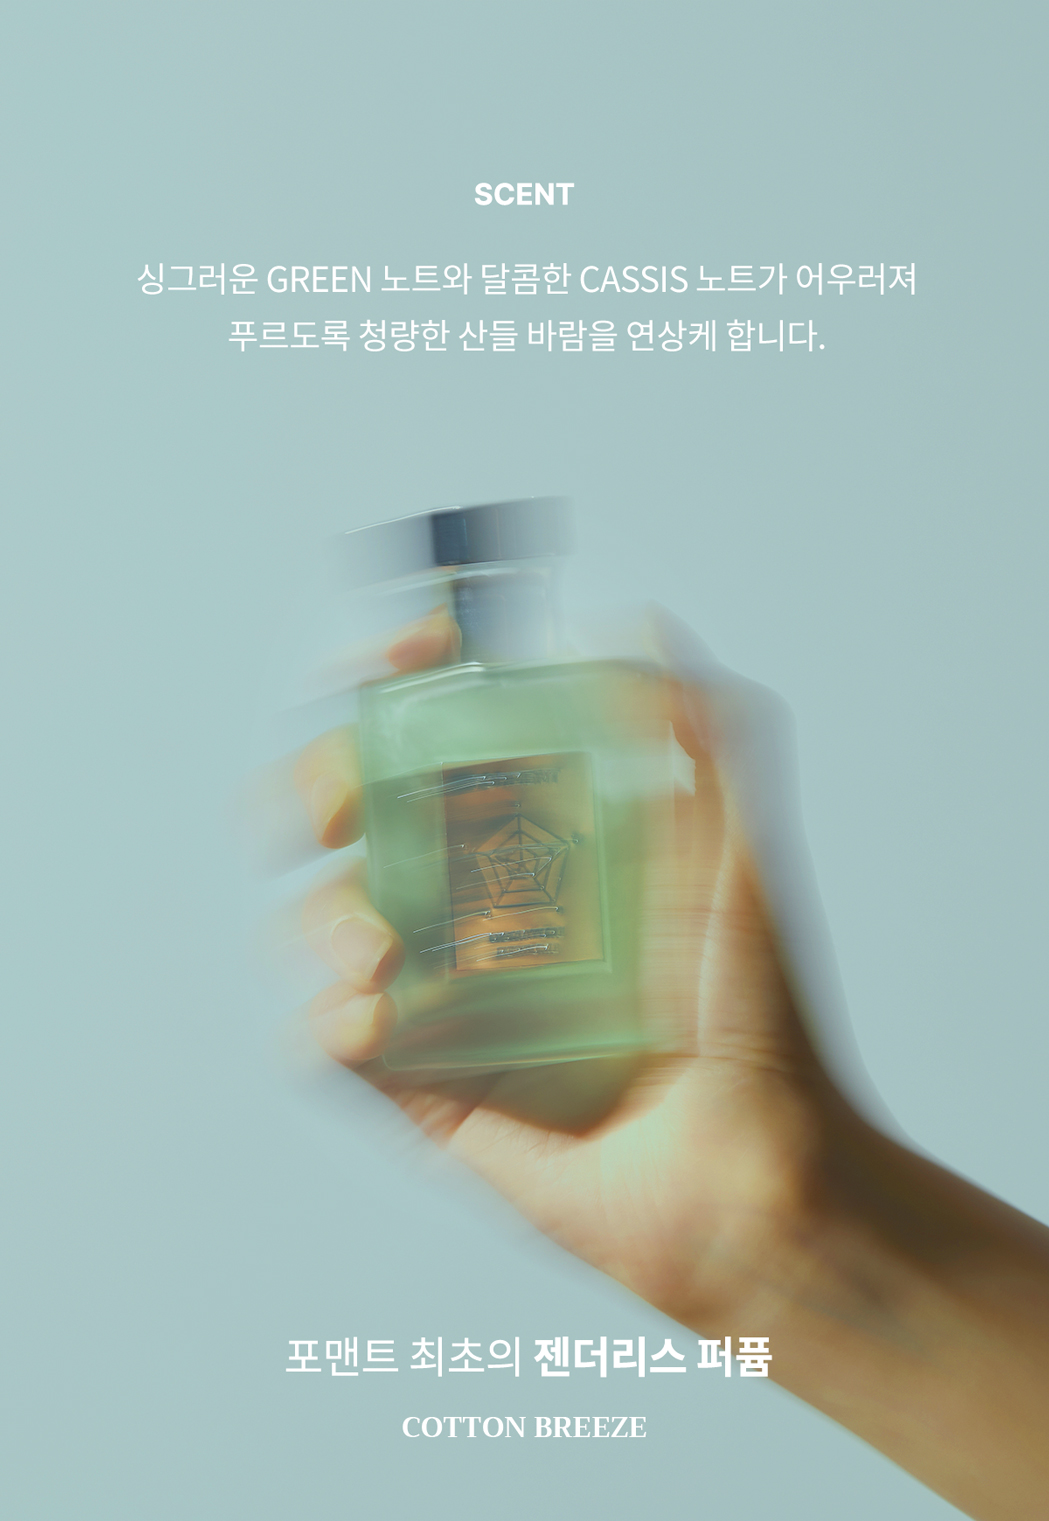 SCENT
싱그러운 GREEN 노트와 달콤한 CASSIS 노트가 어우러져
푸르도록 청량한 산들 바람을 연상케 합니다.
포맨트 최초의 젠더리스 퍼퓸
COTTON BREEZE